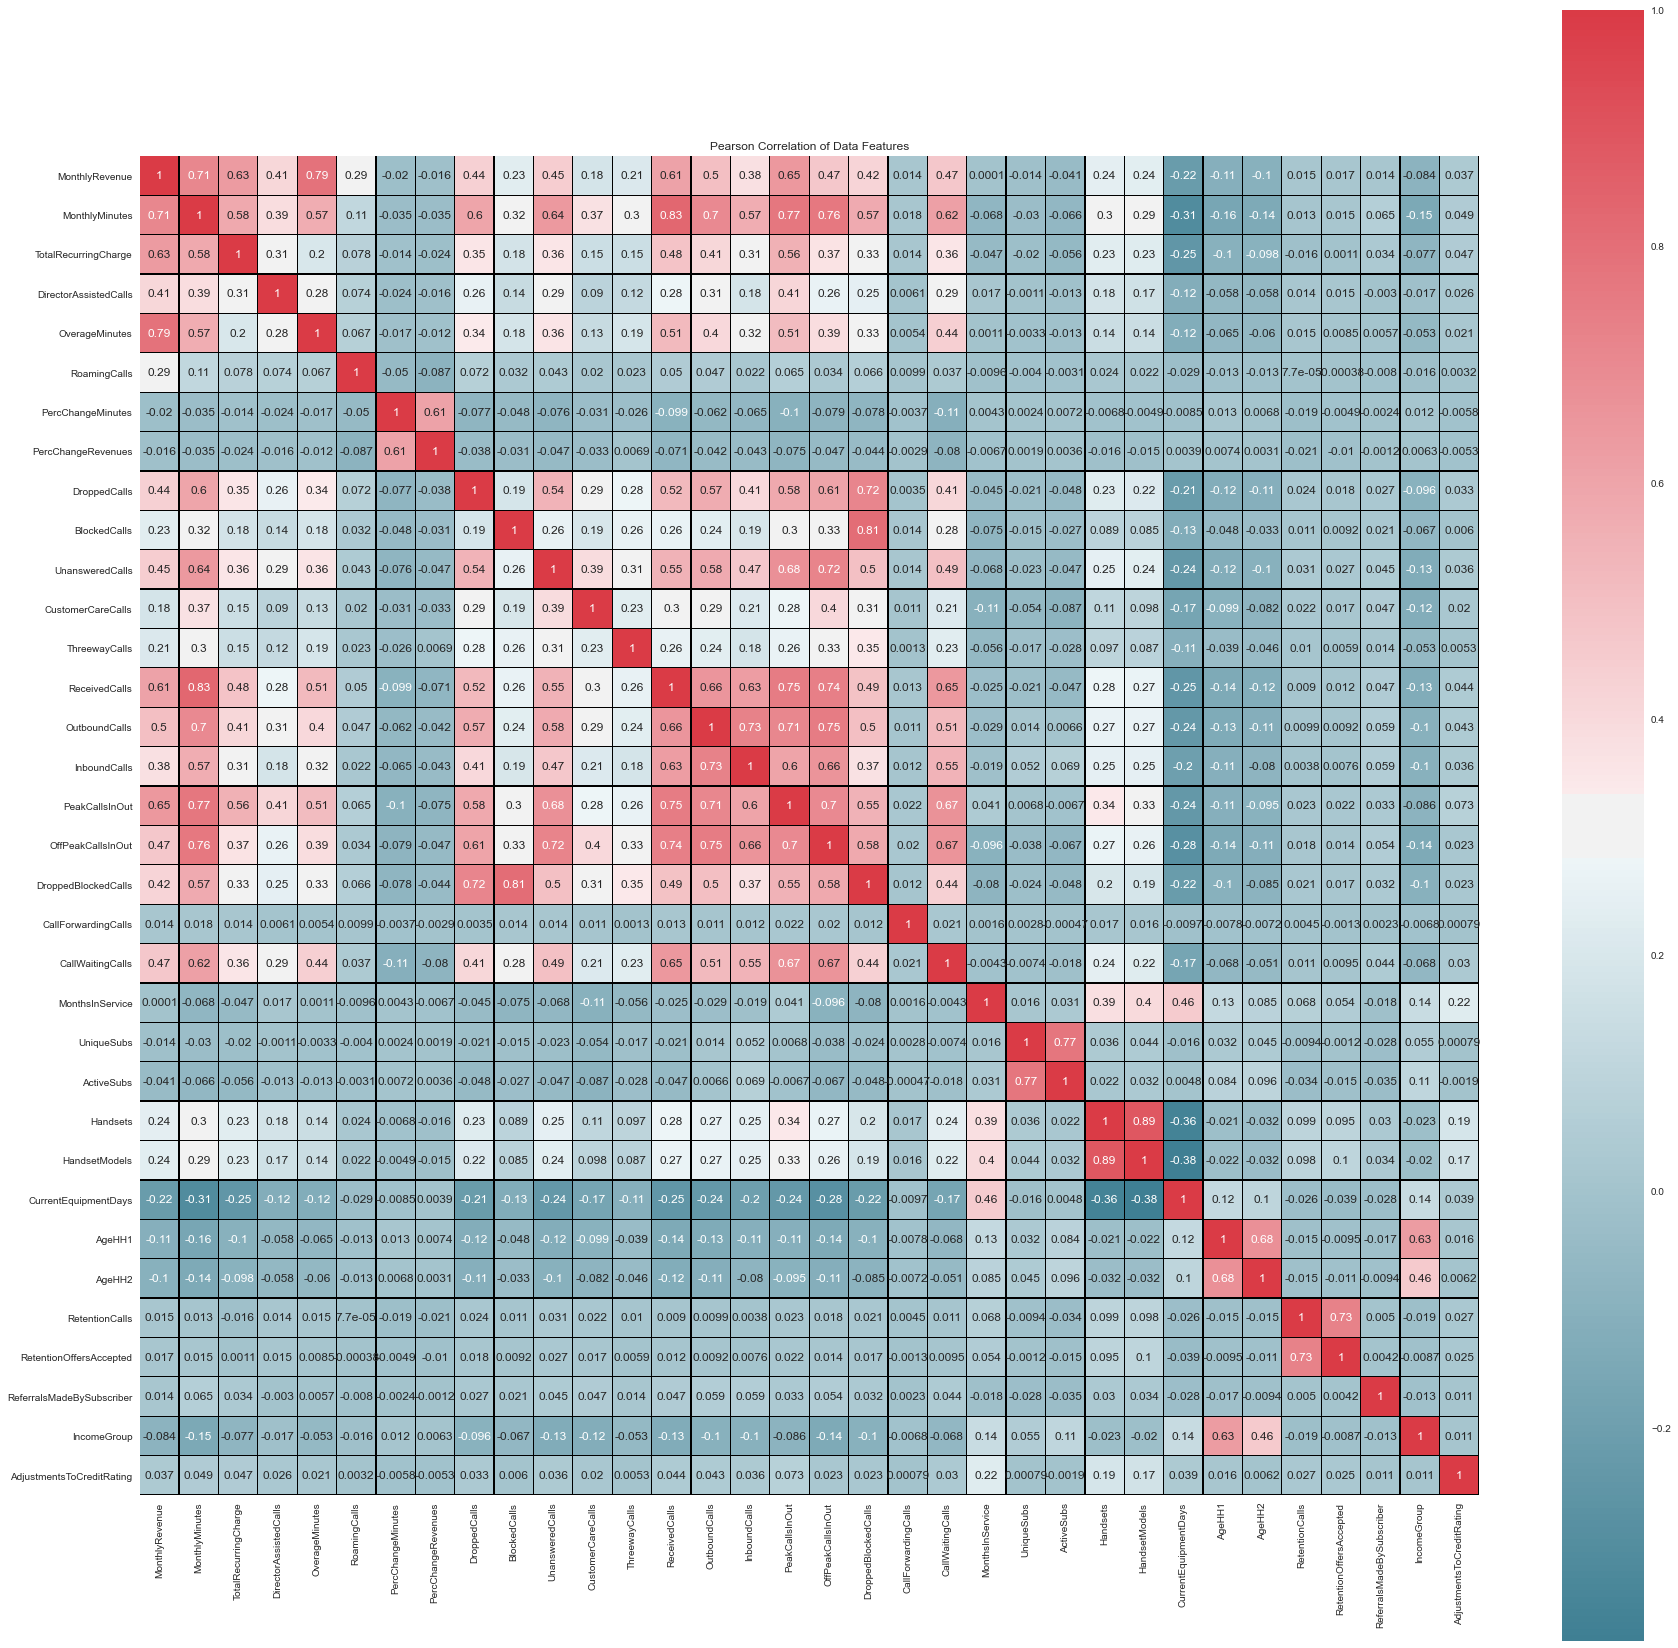 Pearson Correlation of Data Features
MonthlyRevenue 1 0.71 0.63 0.41 0.79 0.29 -0.02 -0.016 0.44 0.23 0.45 0.18 0.21 0.61 0.5 0.38 0.65 0.47 0.42 0.014 0.47 0.0001 -0.014 -0.041 0.24 0.24 -0.22 -0.11 -0.1 0.015 0.017 0.014 -0.084 0.037
MonthlyMinutes 0.71 1 0.58 0.39 0.57 0.11 -0.035 -0.035 0.6 0.32 0.64 0.37 0.3 0.83 0.7 0.57 0.77 0.76 0.57 0.018 0.62 -0.068 -0.03 -0.066 0.3 0.29 -0.31 -0.16 -0.14 0.013 0.015 0.065 -0.15 0.049
TotalRecurringCharge 0.63 0.58 1 0.31 0.2 0.078 -0.014 -0.024 0.35 0.18 0.36 0.15 0.15 0.48 0.41 0.31 0.56 0.37 0.33 0.014 0.36 -0.047 -0.02 -0.056 0.23 0.23 -0.25 -0.1 -0.098 -0.016 0.0011 0.034 -0.077 0.047
DirectorAssistedCalls 0.41 0.39 0.31 1 0.28 0.074 -0.024 -0.016 0.26 0.14 0.29 0.09 0.12 0.28 0.31 0.18 0.41 0.26 0.25 0.0061 0.29 0.017 -0.0011 -0.013 0.18 0.17 -0.12 -0.058 -0.058 0.014 0.015 -0.003 -0.017 0.026
OverageMinutes 0.79 0.57 0.2 0.28 1 0.067 -0.017 -0.012 0.34 0.18 0.36 0.13 0.19 0.51 0.4 0.32 0.51 0.39 0.33 0.0054 0.44 0.0011 -0.0033 -0.013 0.14 0.14 -0.12 -0.065 -0.06 0.015 0.0085 0.0057 -0.053 0.021
RoamingCalls 0.29 0.11 0.078 0.074 0.067 1 -0.05 -0.087 0.072 0.032 0.043 0.02 0.023 0.05 0.047 0.022 0.065 0.034 0.066 0.0099 0.037 -0.0096 -0.004 -0.0031 0.024 0.022 -0.029 -0.013 -0.013 7.7e-05 -0.00038 -0.008 -0.016 0.0032
PercChangeMinutes -0.02 -0.035 -0.014 -0.024 -0.017 -0.05 1 0.61 -0.077 -0.048 -0.076 -0.031 -0.026 -0.099 -0.062 -0.065 -0.1 -0.079 -0.078 -0.0037 -0.11 0.0043 0.0024 0.0072 -0.0068 -0.0049 -0.0085 0.013 0.0068 -0.019 -0.0049 -0.0024 0.012 -0.0058
PercChangeRevenues -0.016 -0.035 -0.024 -0.016 -0.012 -0.087 0.61 1 -0.038 -0.031 -0.047 -0.033 0.0069 -0.071 -0.042 -0.043 -0.075 -0.047 -0.044 -0.0029 -0.08 -0.0067 0.0019 0.0036 -0.016 -0.015 0.0039 0.0074 0.0031 -0.021 -0.01 -0.0012 0.0063 -0.0053
DroppedCalls 0.44 0.6 0.35 0.26 0.34 0.072 -0.077 -0.038 1 0.19 0.54 0.29 0.28 0.52 0.57 0.41 0.58 0.61 0.72 0.0035 0.41 -0.045 -0.021 -0.048 0.23 0.22 -0.21 -0.12 -0.11 0.024 0.018 0.027 -0.096 0.033
BlockedCalls 0.23 0.32 0.18 0.14 0.18 0.032 -0.048 -0.031 0.19 1 0.26 0.19 0.26 0.26 0.24 0.19 0.3 0.33 0.81 0.014 0.28 -0.075 -0.015 -0.027 0.089 0.085 -0.13 -0.048 -0.033 0.011 0.0092 0.021 -0.067 0.006
UnansweredCalls 0.45 0.64 0.36 0.29 0.36 0.043 -0.076 -0.047 0.54 0.26 1 0.39 0.31 0.55 0.58 0.47 0.68 0.72 0.5 0.014 0.49 -0.068 -0.023 -0.047 0.25 0.24 -0.24 -0.12 -0.1 0.031 0.027 0.045 -0.13 0.036
CustomerCareCalls 0.18 0.37 0.15 0.09 0.13 0.02 -0.031 -0.033 0.29 0.19 0.39 1 0.23 0.3 0.29 0.21 0.28 0.4 0.31 0.011 0.21 -0.11 -0.054 -0.087 0.11 0.098 -0.17 -0.099 -0.082 0.022 0.017 0.047 -0.12 0.02
ThreewayCalls 0.21 0.3 0.15 0.12 0.19 0.023 -0.026 0.0069 0.28 0.26 0.31 0.23 1 0.26 0.24 0.18 0.26 0.33 0.35 0.0013 0.23 -0.056 -0.017 -0.028 0.097 0.087 -0.11 -0.039 -0.046 0.01 0.0059 0.014 -0.053 0.0053
ReceivedCalls 0.61 0.83 0.48 0.28 0.51 0.05 -0.099 -0.071 0.52 0.26 0.55 0.3 0.26 1 0.66 0.63 0.75 0.74 0.49 0.013 0.65 -0.025 -0.021 -0.047 0.28 0.27 -0.25 -0.14 -0.12 0.009 0.012 0.047 -0.13 0.044
OutboundCalls 0.5 0.7 0.41 0.31 0.4 0.047 -0.062 -0.042 0.57 0.24 0.58 0.29 0.24 0.66 1 0.73 0.71 0.75 0.5 0.011 0.51 -0.029 0.014 0.0066 0.27 0.27 -0.24 -0.13 -0.11 0.0099 0.0092 0.059 -0.1 0.043
InboundCalls 0.38 0.57 0.31 0.18 0.32 0.022 -0.065 -0.043 0.41 0.19 0.47 0.21 0.18 0.63 0.73 1 0.6 0.66 0.37 0.012 0.55 -0.019 0.052 0.069 0.25 0.25 -0.2 -0.11 -0.08 0.0038 0.0076 0.059 -0.1 0.036
PeakCallsInOut 0.65 0.77 0.56 0.41 0.51 0.065 -0.1 -0.075 0.58 0.3 0.68 0.28 0.26 0.75 0.71 0.6 1 0.7 0.55 0.022 0.67 0.041 0.0068 -0.0067 0.34 0.33 -0.24 -0.11 -0.095 0.023 0.022 0.033 -0.086 0.073
OffPeakCallsInOut 0.47 0.76 0.37 0.26 0.39 0.034 -0.079 -0.047 0.61 0.33 0.72 0.4 0.33 0.74 0.75 0.66 0.7 1 0.58 0.02 0.67 -0.096 -0.038 -0.067 0.27 0.26 -0.28 -0.14 -0.11 0.018 0.014 0.054 -0.14 0.023
DroppedBlockedCalls 0.42 0.57 0.33 0.25 0.33 0.066 -0.078 -0.044 0.72 0.81 0.5 0.31 0.35 0.49 0.5 0.37 0.55 0.58 1 0.012 0.44 -0.08 -0.024 -0.048 0.2 0.19 -0.22 -0.1 -0.085 0.021 0.017 0.032 -0.1 0.023
CallForwardingCalls 0.014 0.018 0.014 0.0061 0.0054 0.0099 -0.0037 -0.0029 0.0035 0.014 0.014 0.011 0.0013 0.013 0.011 0.012 0.022 0.02 0.012 1 0.021 0.0016 0.0028 -0.00047 0.017 0.016 -0.0097 -0.0078 -0.0072 0.0045 -0.0013 0.0023 -0.0068 0.00079
CallWaitingCalls 0.47 0.62 0.36 0.29 0.44 0.037 -0.11 -0.08 0.41 0.28 0.49 0.21 0.23 0.65 0.51 0.55 0.67 0.67 0.44 0.021 1 -0.0043 -0.0074 -0.018 0.24 0.22 -0.17 -0.068 -0.051 0.011 0.0095 0.044 -0.068 0.03
MonthsInService 0.0001 -0.068 -0.047 0.017 0.0011 -0.0096 0.0043 -0.0067 -0.045 -0.075 -0.068 -0.11 -0.056 -0.025 -0.029 -0.019 0.041 -0.096 -0.08 0.0016 -0.0043 1 0.016 0.031 0.39 0.4 0.46 0.13 0.085 0.068 0.054 -0.018 0.14 0.22
UniqueSubs -0.014 -0.03 -0.02 -0.0011 -0.0033 -0.004 0.0024 0.0019 -0.021 -0.015 -0.023 -0.054 -0.017 -0.021 0.014 0.052 0.0068 -0.038 -0.024 0.0028 -0.0074 0.016 1 0.77 0.036 0.044 -0.016 0.032 0.045 -0.0094 -0.0012 -0.028 0.055 0.00079
ActiveSubs -0.041 -0.066 -0.056 -0.013 -0.013 -0.0031 0.0072 0.0036 -0.048 -0.027 -0.047 -0.087 -0.028 -0.047 0.0066 0.069 -0.0067 -0.067 -0.048 -0.00047 -0.018 0.031 0.77 1 0.022 0.032 0.0048 0.084 0.096 -0.034 -0.015 -0.035 0.11 -0.0019
Handsets 0.24 0.3 0.23 0.18 0.14 0.024 -0.0068 -0.016 0.23 0.089 0.25 0.11 0.097 0.28 0.27 0.25 0.34 0.27 0.2 0.017 0.24 0.39 0.036 0.022 1 0.89 -0.36 -0.021 -0.032 0.099 0.095 0.03 -0.023 0.19
HandsetModels 0.24 0.29 0.23 0.17 0.14 0.022 -0.0049 -0.015 0.22 0.085 0.24 0.098 0.087 0.27 0.27 0.25 0.33 0.26 0.19 0.016 0.22 0.4 0.044 0.032 0.89 1 -0.38 -0.022 -0.032 0.098 0.1 0.034 -0.02 0.17
CurrentEquipmentDays -0.22 -0.31 -0.25 -0.12 -0.12 -0.029 -0.0085 0.0039 -0.21 -0.13 -0.24 -0.17 -0.11 -0.25 -0.24 -0.2 -0.24 -0.28 -0.22 -0.0097 -0.17 0.46 -0.016 0.0048 -0.36 -0.38 1 0.12 0.1 -0.026 -0.039 -0.028 0.14 0.039
AgeHH1 -0.11 -0.16 -0.1 -0.058 -0.065 -0.013 0.013 0.0074 -0.12 -0.048 -0.12 -0.099 -0.039 -0.14 -0.13 -0.11 -0.11 -0.14 -0.1 -0.0078 -0.068 0.13 0.032 0.084 -0.021 -0.022 0.12 1 0.68 -0.015 -0.0095 -0.017 0.63 0.016
AgeHH2 -0.1 -0.14 -0.098 -0.058 -0.06 -0.013 0.0068 0.0031 -0.11 -0.033 -0.1 -0.082 -0.046 -0.12 -0.11 -0.08 -0.095 -0.11 -0.085 -0.0072 -0.051 0.085 0.045 0.096 -0.032 -0.032 0.1 0.68 1 -0.015 -0.011 -0.0094 0.46 0.0062
RetentionCalls 0.015 0.013 -0.016 0.014 0.015 7.7e-05 -0.019 -0.021 0.024 0.011 0.031 0.022 0.01 0.009 0.0099 0.0038 0.023 0.018 0.021 0.0045 0.011 0.068 -0.0094 -0.034 0.099 0.098 -0.026 -0.015 -0.015 1 0.73 0.005 -0.019 0.027
RetentionOffersAccepted 0.017 0.015 0.0011 0.015 0.0085 -0.00038 -0.0049 -0.01 0.018 0.0092 0.027 0.017 0.0059 0.012 0.0092 0.0076 0.022 0.014 0.017 -0.0013 0.0095 0.054 -0.0012 -0.015 0.095 0.1 -0.039 -0.0095 -0.011 0.73 1 0.0042 -0.0087 0.025
ReferralsMadeBySubscriber 0.014 0.065 0.034 -0.003 0.0057 -0.008 -0.0024 -0.0012 0.027 0.021 0.045 0.047 0.014 0.047 0.059 0.059 0.033 0.054 0.032 0.0023 0.044 -0.018 -0.028 -0.035 0.03 0.034 -0.028 -0.017 -0.0094 0.005 0.0042 1 -0.013 0.011
IncomeGroup -0.084 -0.15 -0.077 -0.017 -0.053 -0.016 0.012 0.0063 -0.096 -0.067 -0.13 -0.12 -0.053 -0.13 -0.1 -0.1 -0.086 -0.14 -0.1 -0.0068 -0.068 0.14 0.055 0.11 -0.023 -0.02 0.14 0.63 0.46 -0.019 -0.0087 -0.013 1 0.011
AdjustmentsToCreditRating 0.037 0.049 0.047 0.026 0.021 0.0032 -0.0058 -0.0053 0.033 0.006 0.036 0.02 0.0053 0.044 0.043 0.036 0.073 0.023 0.023 0.00079 0.03 0.22 0.00079 -0.0019 0.19 0.17 0.039 0.016 0.0062 0.027 0.025 0.011 0.011 1
MonthlyRevenue
MonthlyMinutes
TotalRecurringCharge
DirectorAssistedCalls
OverageMinutes
RoamingCalls
PercChangeMinutes
PercChangeRevenues
DroppedCalls
BlockedCalls
UnansweredCalls
CustomerCareCalls
ThreewayCalls
ReceivedCalls
OutboundCalls
InboundCalls
PeakCallsInOut
OffPeakCallsInOut
DroppedBlockedCalls
CallForwardingCalls
CallWaitingCalls
MonthsInService
UniqueSubs
ActiveSubs
Handsets
HandsetModels
CurrentEquipmentDays
AgeHH1
AgeHH2
RetentionCalls
RetentionOffersAccepted
ReferralsMadeBySubscriber
IncomeGroup
AdjustmentsToCreditRating
1.0
0.8
0.6
0.4
0.2
0.0
−0.2